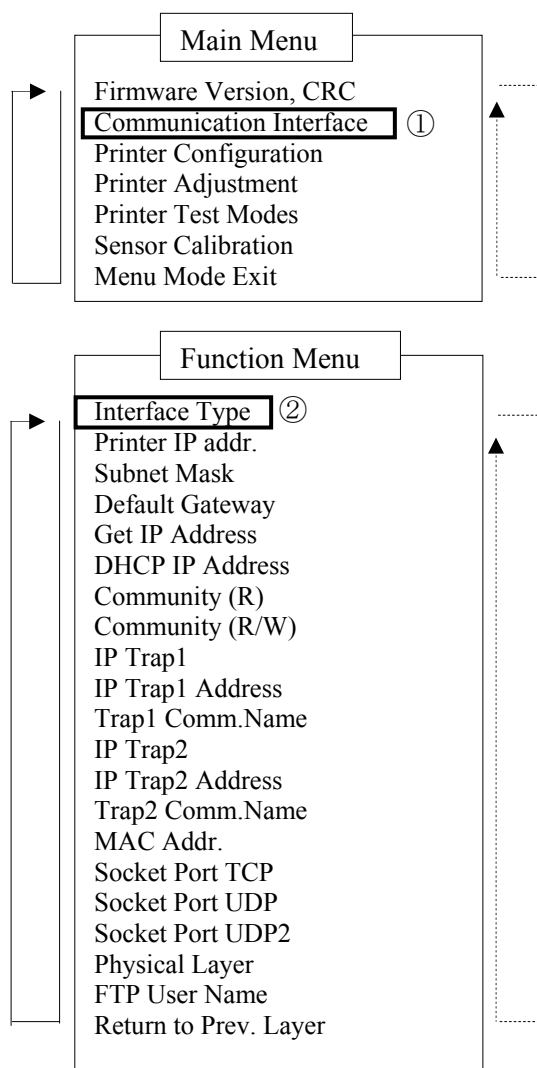 Main Menu
Firmware Version, CRC
Communication Interface ①
Printer Configuration
Printer Adjustment
Printer Test Modes
Sensor Calibration
Menu Mode Exit
Function Menu
Interface Type ②
Printer IP addr.
Subnet Mask
Default Gateway
Get IP Address
DHCP IP Address
Community (R)
Community (R/W)
IP Trap1
IP Trap1 Address
Trap1 Comm.Name
IP Trap2
IP Trap2 Address
Trap2 Comm.Name
MAC Addr.
Socket Port TCP
Socket Port UDP
Socket Port UDP2
Physical Layer
FTP User Name
Return to Prev. Layer